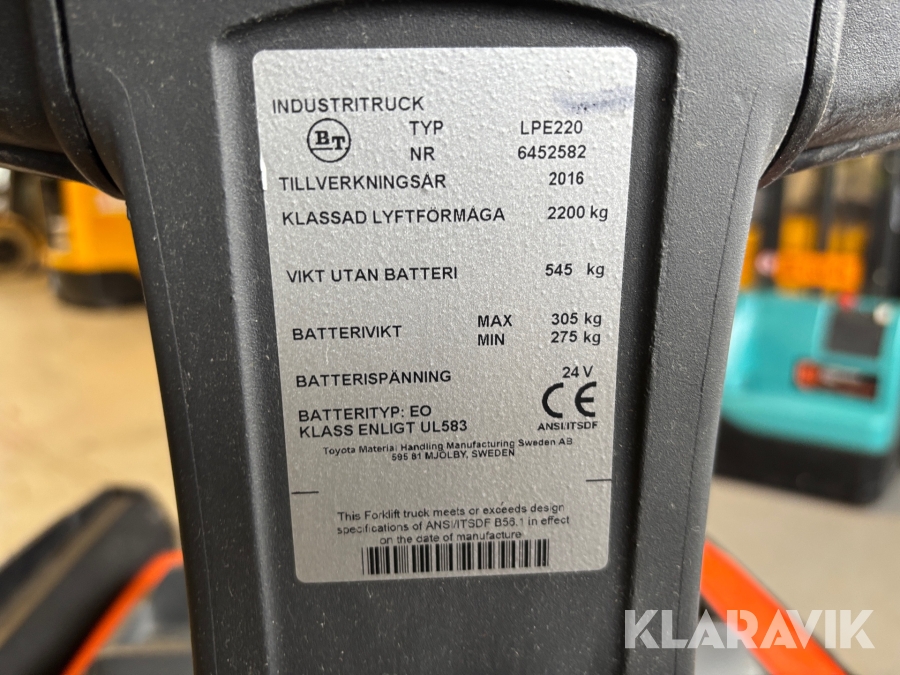 INDUSTRITRUCK
BT
TYP LPE220
NR 6452582
TILLVERKNINGSÅR 2016
KLASSAD LYFTFÖRMÅGA 2200 kg
VIKT UTAN BATTERI 545 kg
BATTERIVIKT MAX 305 kg
MIN 275 kg
BATTERISPÄNNING 24 V
BATTERITYP: EO
KLASS ENLIGT UL583
CE
ANSI/ITSDF
Toyota Material Handling Manufacturing Sweden AB
595 81 MJÖLBY, SWEDEN
This Forklift truck meets or exceeds design
specifications of ANSI/ITSDF B56.1 in effect
on the date of manufacture
KLARAVIK